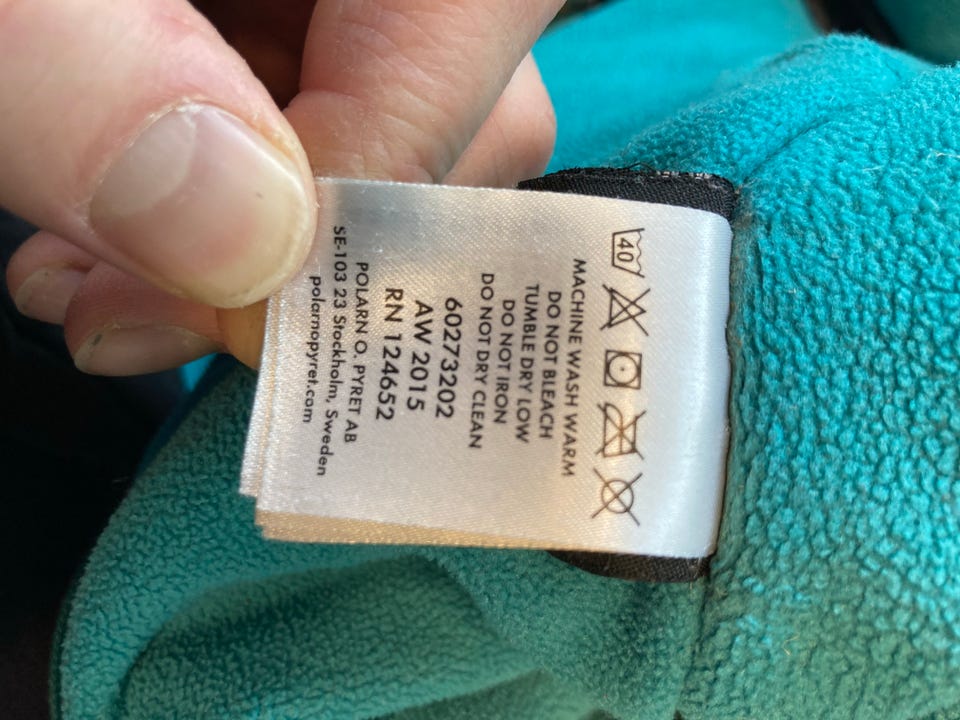 40
MACHINE WASH WARM
DO NOT BLEACH
TUMBLE DRY LOW
DO NOT IRON
DO NOT DRY CLEAN
60273202
AW 2015
RN 124652
POLARN O. PYRET AB
SE-103 23 Stockholm, Sweden
polarnopyret.com